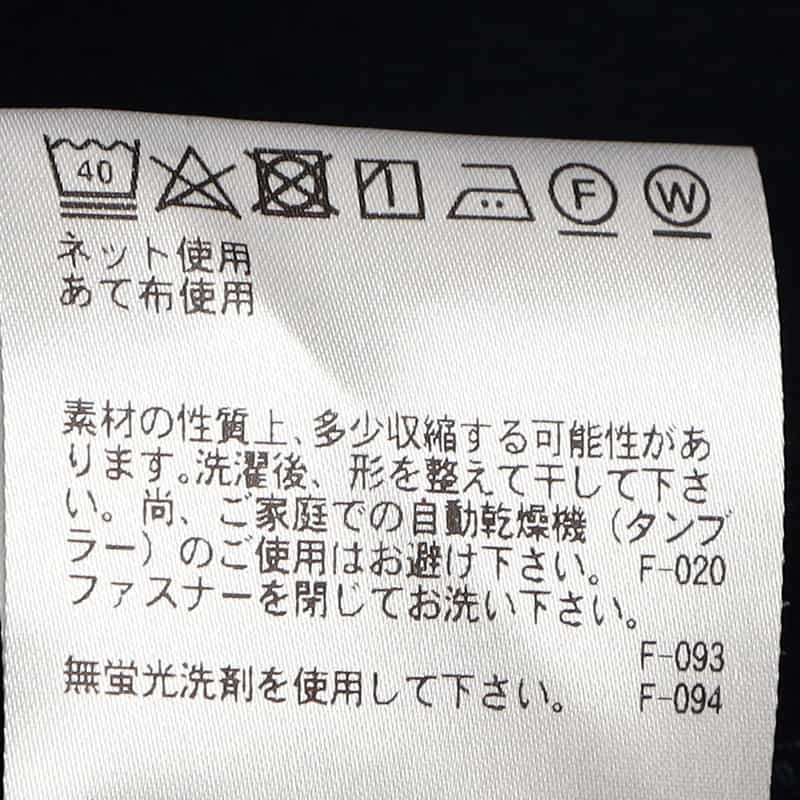 40 F W
ネット使用
あて布使用
素材の性質上、多少収縮する可能性があ
ります。洗濯後、形を整えて干して下さ
い。尚、ご家庭での自動乾燥機（タンブ
ラー）のご使用はお避け下さい。 F-020
ファスナーを閉じてお洗い下さい。
F-093
無蛍光洗剤を使用して下さい。 F-094